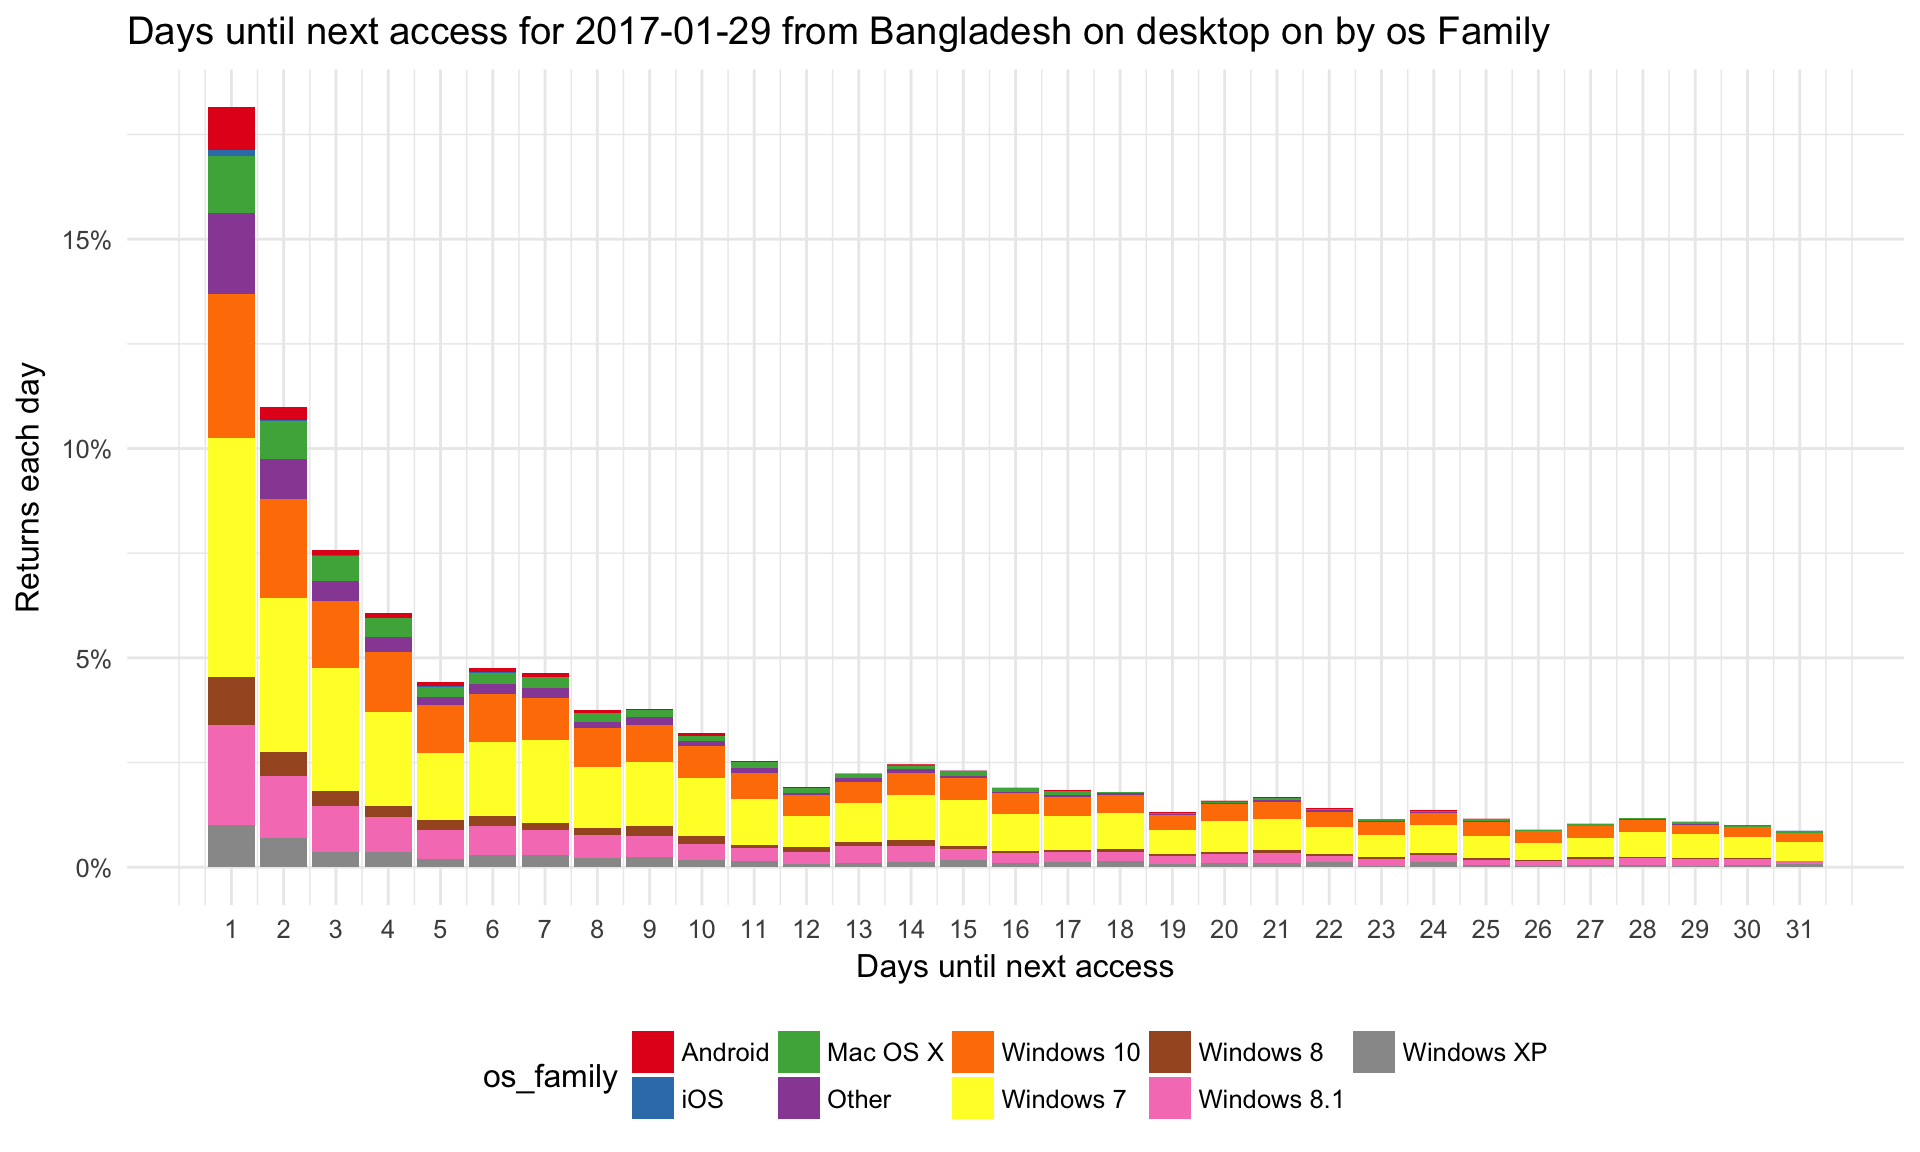 Days until next access for 2017-01-29 from Bangladesh on desktop on by os Family
Returns each day
15%
10%
5%
0%
1 2 3 4 5 6 7 8 9 10 11 12 13 14 15 16 17 18 19 20 21 22 23 24 25 26 27 28 29 30 31
Days until next access
os_family
Android Mac OS X Windows 10 Windows 8 Windows XP
iOS Other Windows 7 Windows 8.1